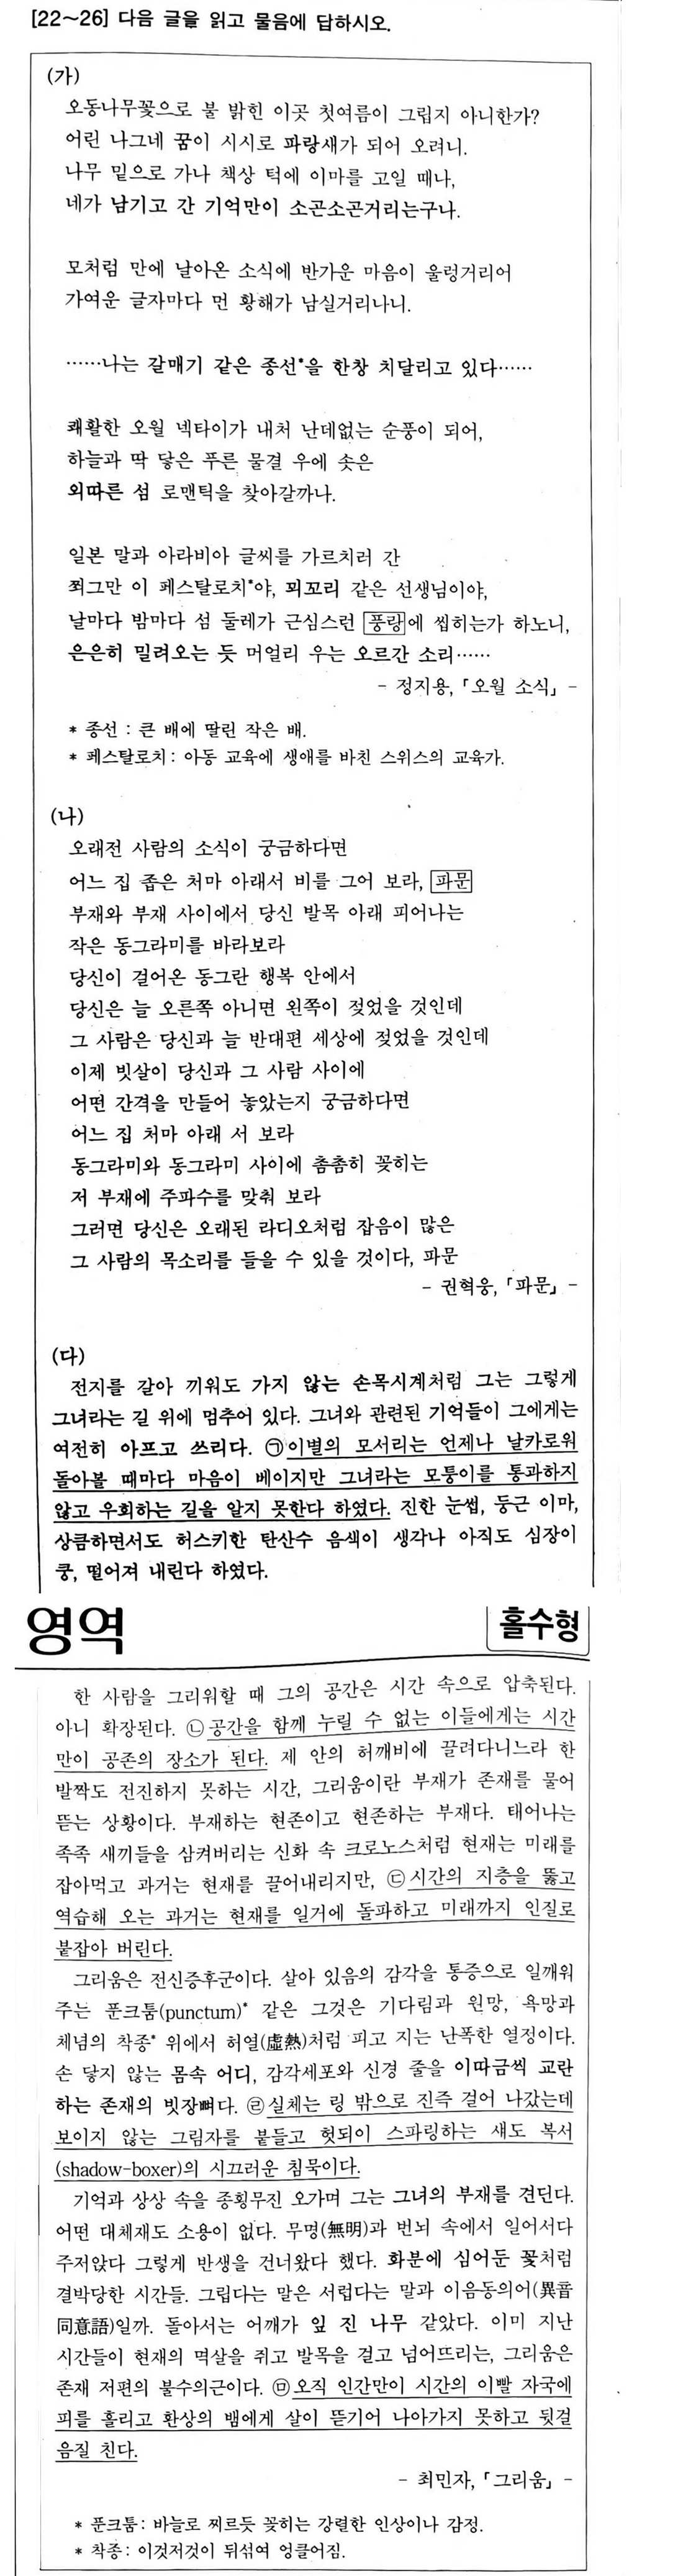 [22~26] 다음 글을 읽고 물음에 답하시오.
(가)
오동나무꽃으로 불 밝힌 이곳 첫여름이 그립지 아니한가?
어린 나그네 꿈이 시시로 파랑새가 되어 오려니.
나무 밑으로 가나 책상 턱에 이마를 고일 때나,
네가 남기고 간 기억만이 소곤소곤거리는구나.
모처럼 만에 날아온 소식에 반가운 마음이 울렁거리어
가여운 글자마다 먼 황해가 남실거리나니.
……나는 갈매기 같은 종선*을 한창 치달리고 있다……
쾌활한 오월 넥타이가 내처 난데없는 순풍이 되어,
하늘과 딱 닿은 푸른 물결 우에 솟은
외따른 섬 로맨틱을 찾아갈까나.
일본 말과 아라비아 글씨를 가르치러 간
쬐그만 이 페스탈로치*야, 꾀꼬리 같은 선생님이야,
날마다 밤마다 섬 둘레가 근심스런 풍랑에 씹히는가 하노니,
은은히 밀려오는 듯 머얼리 우는 오르간 소리……
- 정지용, 「오월 소식」 -
* 종선 : 큰 배에 딸린 작은 배.
* 페스탈로치 : 아동 교육에 생애를 바친 스위스의 교육가.
(나)
오래전 사람의 소식이 궁금하다면
어느 집 좁은 처마 아래서 비를 그어 보라, 파문
부재와 부재 사이에서 당신 발목 아래 피어나는
작은 동그라미를 바라보라
당신이 걸어온 동그란 행복 안에서
당신은 늘 오른쪽 아니면 왼쪽이 젖었을 것인데
그 사람은 당신과 늘 반대편 세상에 젖었을 것인데
이제 빗살이 당신과 그 사람 사이에
어떤 간격을 만들어 놓았는지 궁금하다면
어느 집 처마 아래 서 보라
동그라미와 동그라미 사이에 촘촘히 꽂히는
저 부재에 주파수를 맞춰 보라
그러면 당신은 오래된 라디오처럼 잡음이 많은
그 사람의 목소리를 들을 수 있을 것이다, 파문
- 권혁웅, 「파문」 -
(다)
전지를 갈아 끼워도 가지 않는 손목시계처럼 그는 그렇게
그녀라는 길 위에 멈추어 있다. 그녀와 관련된 기억들이 그에게는
여전히 아프고 쓰리다. ㉠이별의 모서리는 언제나 날카로워
돌아볼 때마다 마음이 베이지만 그녀라는 모퉁이를 통과하지
않고 우회하는 길을 알지 못한다 하였다. 진한 눈썹, 둥근 이마,
상큼하면서도 허스키한 탄산수 음색이 생각나 아직도 심장이
쿵, 떨어져 내린다 하였다.
영역
홀수형
한 사람을 그리워할 때 그의 공간은 시간 속으로 압축된다.
아니 확장된다. ㉡공간을 함께 누릴 수 없는 이들에게는 시간
만이 공존의 장소가 된다. 제 안의 허깨비에 끌려다니느라 한
발짝도 전진하지 못하는 시간, 그리움이란 부재가 존재를 물어
뜯는 상황이다. 부재하는 현존이고 현존하는 부재다. 태어나는
족족 새끼들을 삼켜버리는 신화 속 크로노스처럼 현재는 미래를
잡아먹고 과거는 현재를 끌어내리지만, ㉢시간의 지층을 뚫고
역습해 오는 과거는 현재를 일거에 돌파하고 미래까지 인질로
붙잡아 버린다.
그리움은 전신증후군이다. 살아 있음의 감각을 통증으로 일깨워
주는 푼크툼(punctum)* 같은 그것은 기다림과 원망, 욕망과
체념의 착종* 위에서 허열(虛熱)처럼 피고 지는 난폭한 열정이다.
손 닿지 않는 몸속 어디, 감각세포와 신경 줄을 이따금씩 교란
하는 존재의 빗장뼈다. ㉣실체는 링 밖으로 진즉 걸어 나갔는데
보이지 않는 그림자를 붙들고 헛되이 스파링하는 섀도 복서
(shadow-boxer)의 시끄러운 침묵이다.
기억과 상상 속을 종횡무진 오가며 그는 그녀의 부재를 견딘다.
어떤 대체재도 소용이 없다. 무명(無明)과 번뇌 속에서 일어서다
주저앉다 그렇게 반생을 건너왔다 했다. 화분에 심어둔 꽃처럼
결박당한 시간들. 그립다는 말은 서럽다는 말과 이음동의어(異音
同意語)일까. 돌아서는 어깨가 잎 진 나무 같았다. 이미 지난
시간들이 현재의 멱살을 쥐고 발목을 걸고 넘어뜨리는, 그리움은
존재 저편의 불수의근이다. ㉤오직 인간만이 시간의 이빨 자국에
피를 흘리고 환상의 뱀에게 살이 뜯기어 나아가지 못하고 뒷걸
음질 친다.
- 최민자, 「그리움」 -
* 푼크툼 : 바늘로 찌르듯 꽂히는 강렬한 인상이나 감정.
* 착종 : 이것저것이 뒤섞여 엉클어짐.